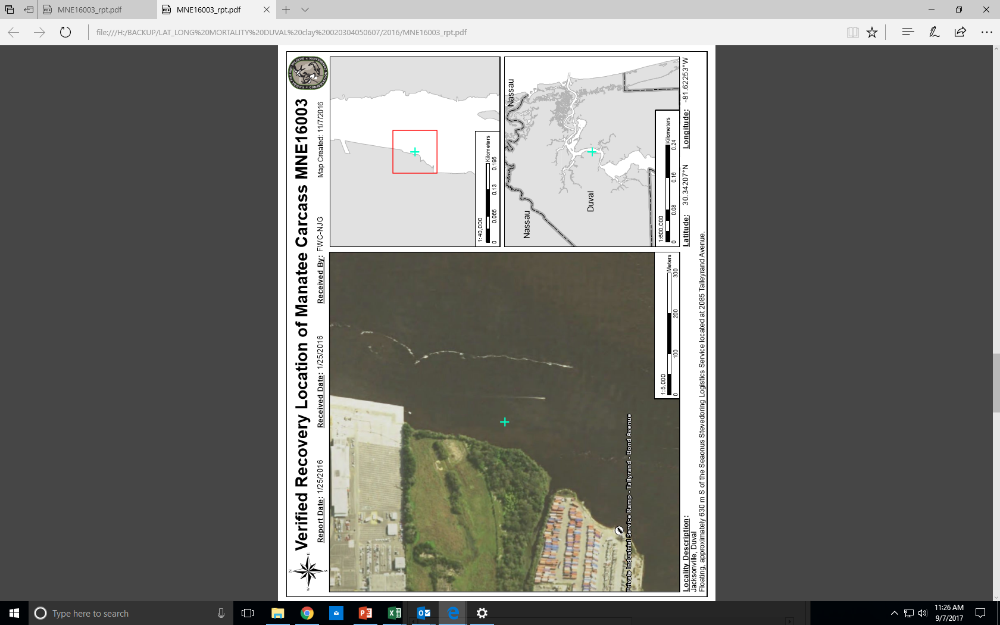 MNE16003_rpt.pdf
MNE16003_rpt.pdf
file:///H:/BACKUP/LAT_LONG%20MORTALITY%20DUVAL%20clay%20020304050607/2016/MNE16003_rpt.pdf
Verified Recovery Location of Manatee Carcass MNE16003
Report Date: 1/25/2016 Received Date: 1/25/2016 Received By: FWC-NJG Map Created: 11/7/2016
N
E
S
W
1:40,000
Kilometers
0 0.065 0.13 0.195
Nassau
Nassau
Duval
1:600,000
Kilometers
0 0.08 0.16 0.24
Private Industrial Service Ramp - Tallyrand - Bond Avenue
1:5,000
Meters
0 100 200 300
Latitude: 30.34207°N Longitude: -81.62253°W
Locality Description:
Jacksonville, Duval
Floating, approximately 630 m S of the Seaonus Stevedoring Logistics Service located at 2085 Talleyrand Avenue.
Type here to search
11:26 AM
9/7/2017